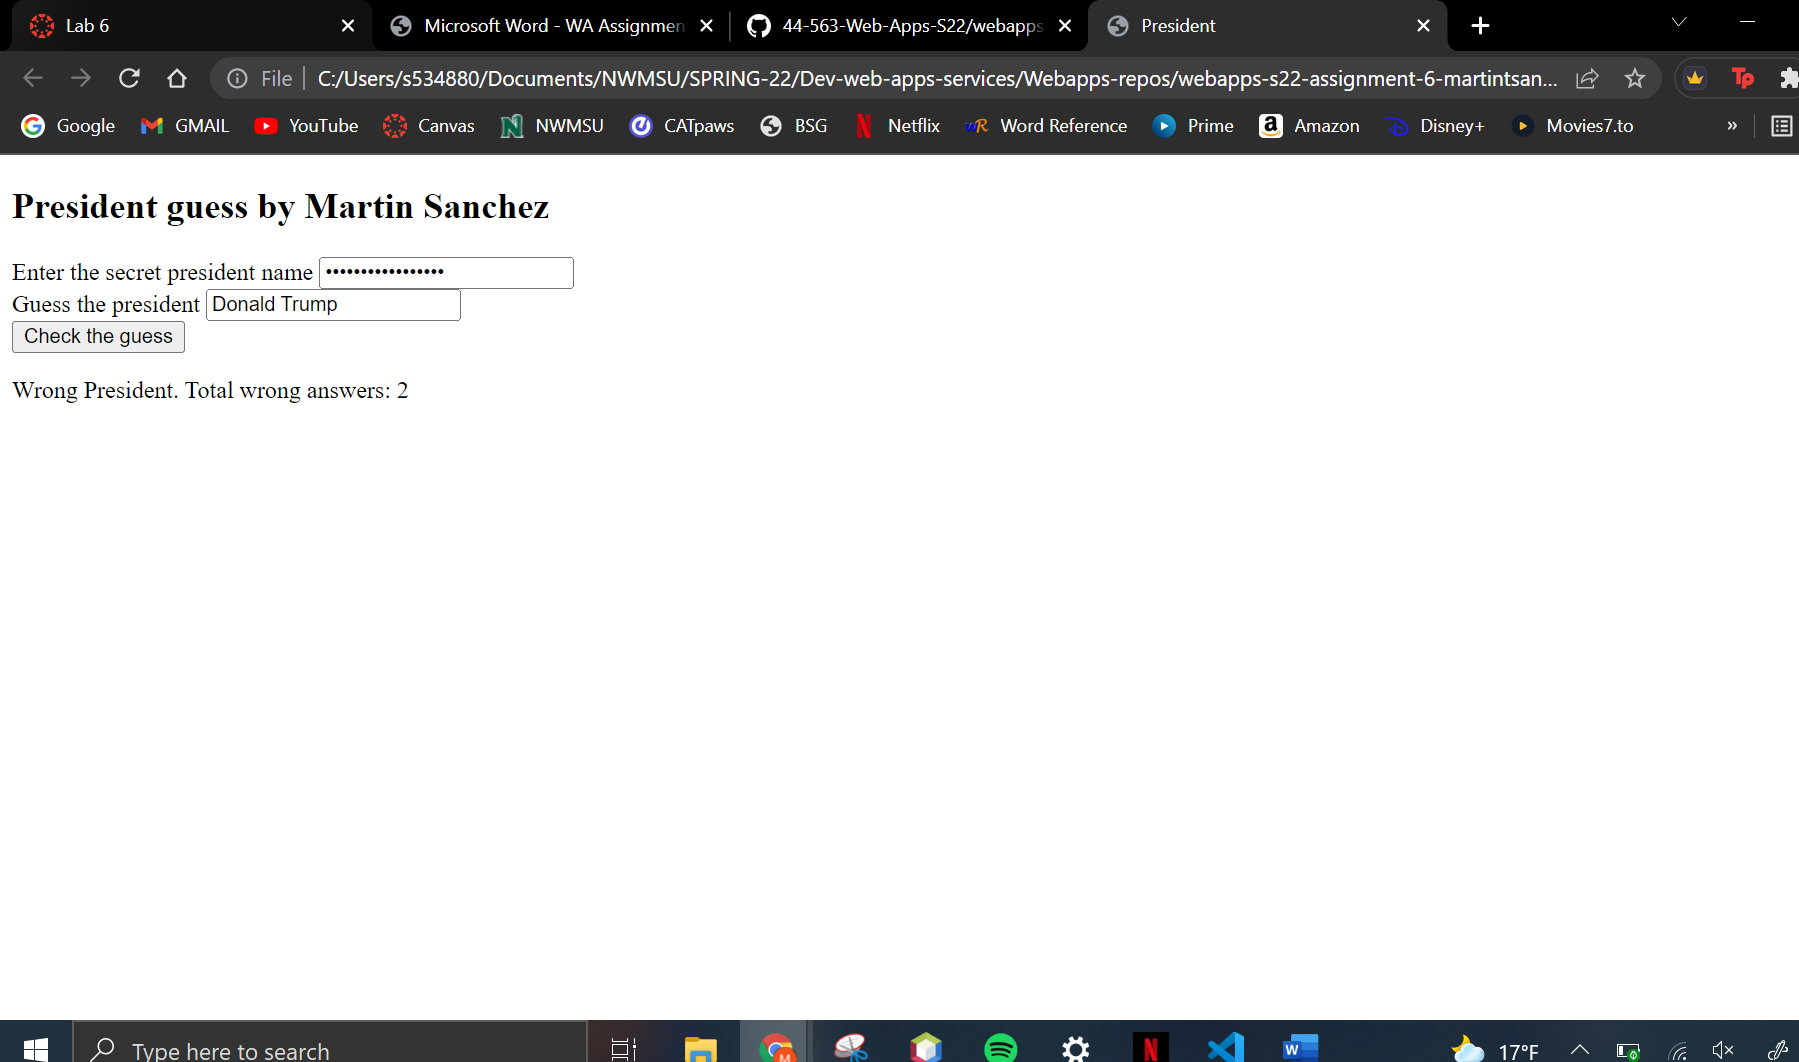 Lab 6
Microsoft Word - WA Assignmen
44-563-Web-Apps-S22/webapps
President
File
C:/Users/s534880/Documents/NWMSU/SPRING-22/Dev-web-apps-services/Webapps-repos/webapps-s22-assignment-6-martintsan...
Tp
Google GMAIL YouTube Canvas NWMSU CATpaws BSG Netflix Word Reference Prime Amazon Disney+ Movies7.to »
President guess by Martin Sanchez
Enter the secret president name •••••••••••••••••
Guess the president Donald Trump
Check the guess
Wrong President. Total wrong answers: 2
Type here to search
17°F